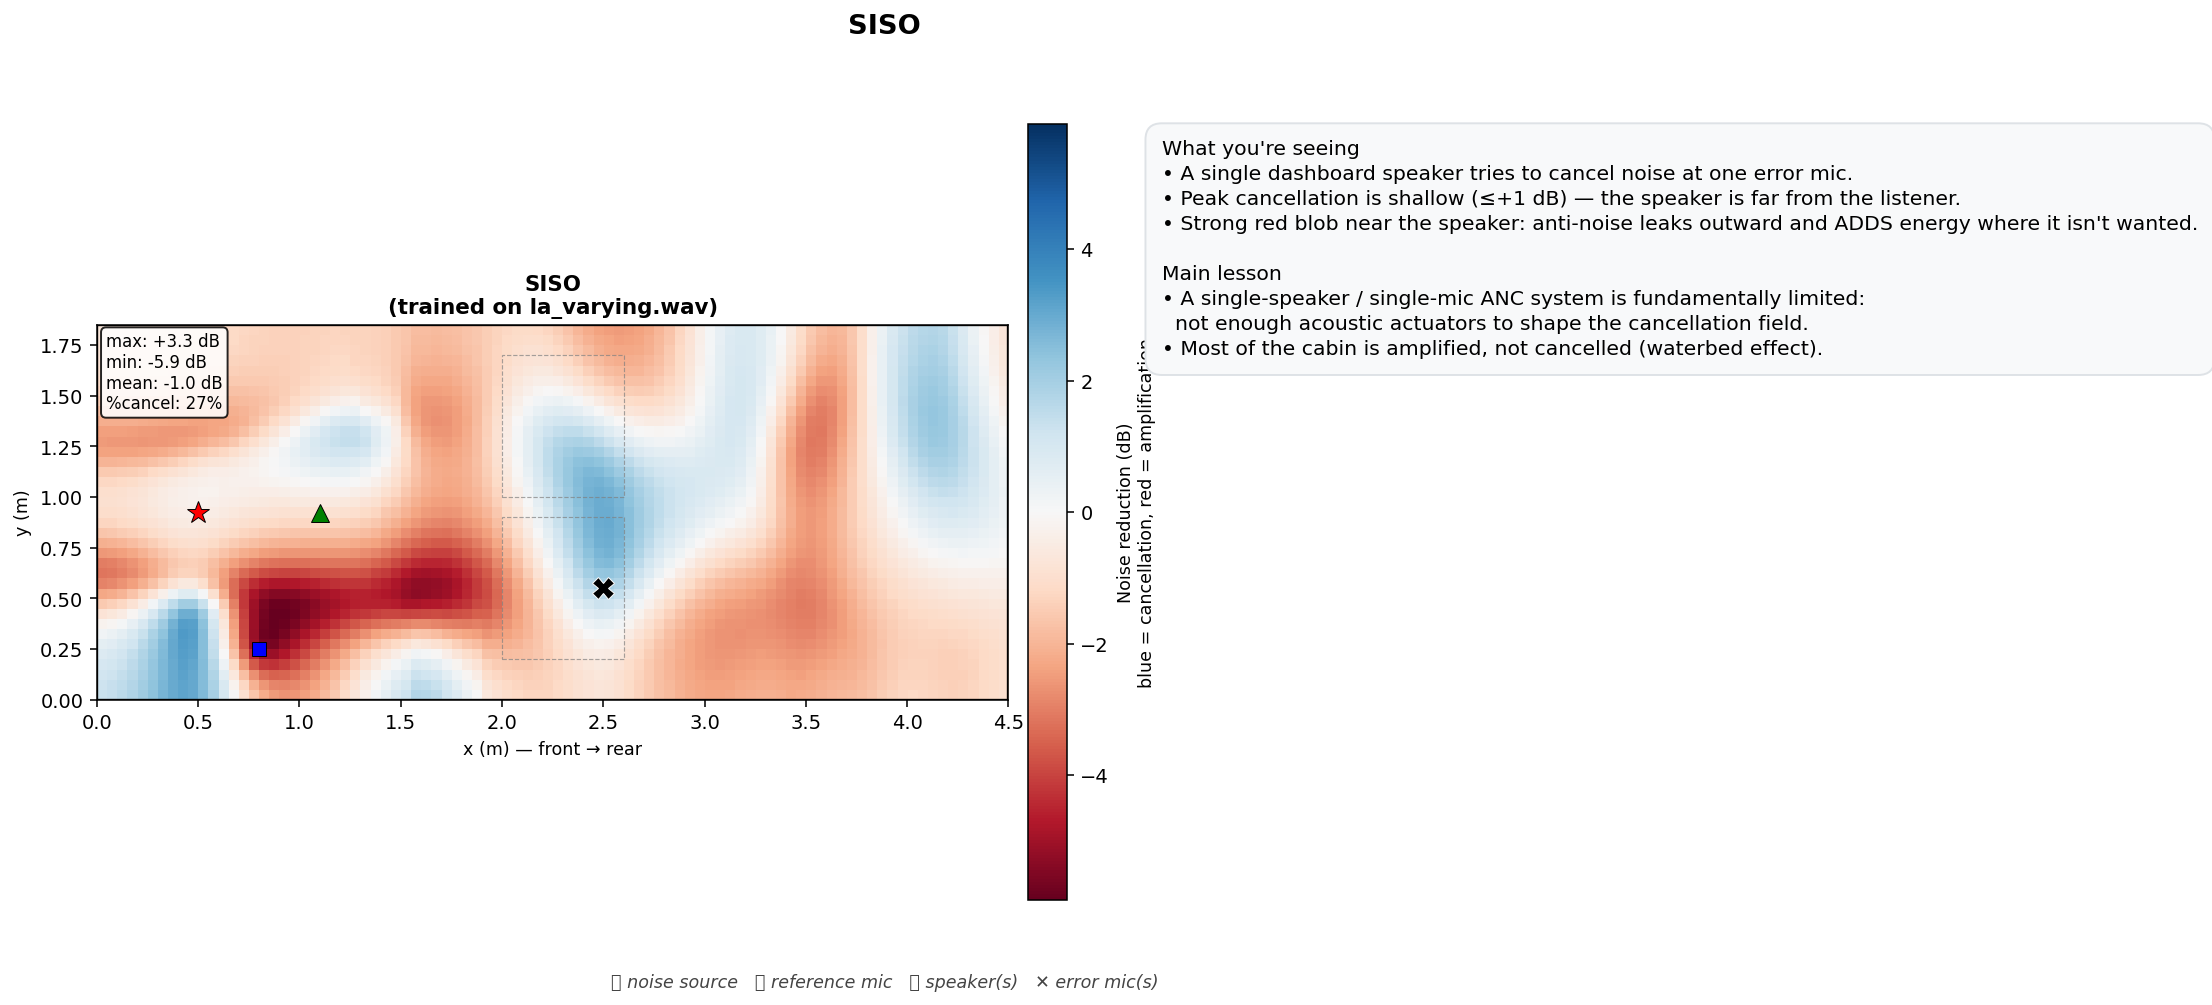 SISO
SISO
(trained on la_varying.wav)
max: +3.3 dB
min: -5.9 dB
mean: -1.0 dB
%cancel: 27%
y (m)
1.75
1.50
1.25
1.00
0.75
0.50
0.25
0.00
0.0 0.5 1.0 1.5 2.0 2.5 3.0 3.5 4.0 4.5
x (m) — front → rear
4
2
0
−2
−4
Noise reduction (dB)
blue = cancellation, red = amplification
What you're seeing
• A single dashboard speaker tries to cancel noise at one error mic.
• Peak cancellation is shallow (≤+1 dB) — the speaker is far from the listener.
• Strong red blob near the speaker: anti-noise leaks outward and ADDS energy where it isn't wanted.
Main lesson
• A single-speaker / single-mic ANC system is fundamentally limited:
not enough acoustic actuators to shape the cancellation field.
• Most of the cabin is amplified, not cancelled (waterbed effect).
noise source reference mic speaker(s) ✕ error mic(s)